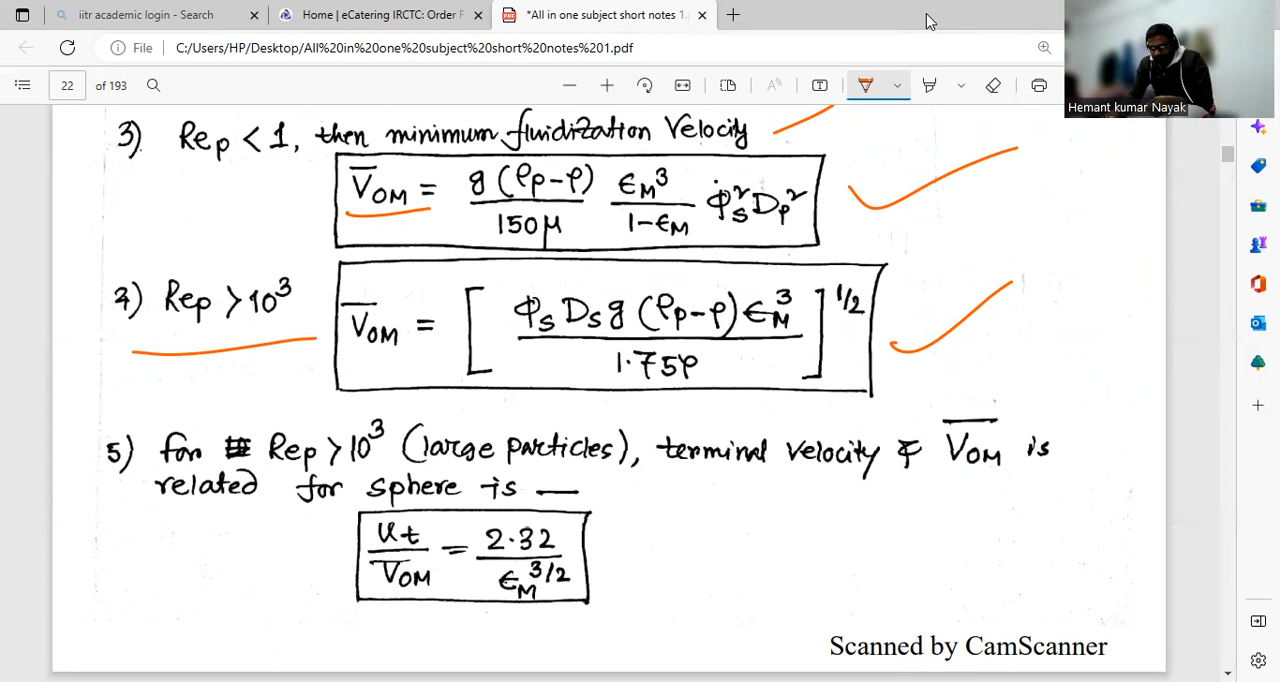 iitr academic login - Search
Home | eCatering IRCTC: Order F
*All in one subject short notes 1.p
File
C:/Users/HP/Desktop/All%20in%20one%20subject%20short%20notes%201.pdf
22 of 193
Hemant kumar Nayak
3) Rep < 1, then minimum fluidization Velocity
V̅OM = g (ρp-ρ) / 150μ  ϵM³ / 1-ϵM  Φs² Dp²
4) Rep > 10³  V̅OM = [ Φs Ds g (ρp-ρ) ϵM³ / 1.75ρ ]^1/2
5) for Rep > 10³ (large particles), terminal velocity & V̅OM is
related for sphere is —
Ut / V̅OM = 2.32 / ϵM^3/2
Scanned by CamScanner